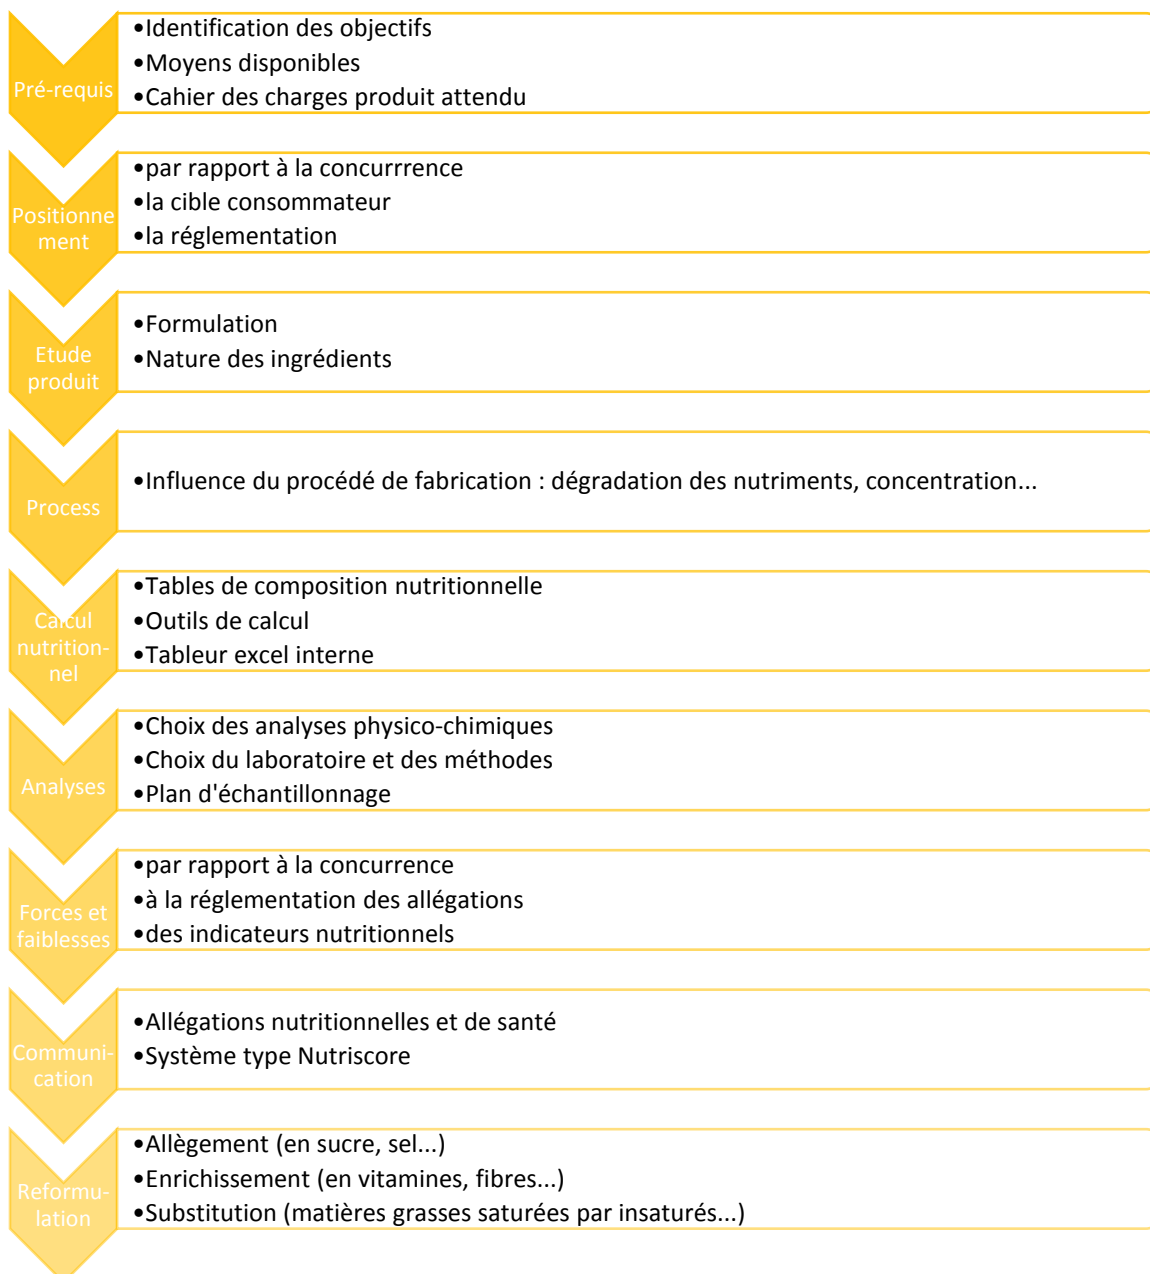 Pré-requis
•Identification des objectifs
•Moyens disponibles
•Cahier des charges produit attendu
Positionne
ment
•par rapport à la concurrrence
•la cible consommateur
•la réglementation
Etude
produit
•Formulation
•Nature des ingrédients
Process
•Influence du procédé de fabrication : dégradation des nutriments, concentration...
Calcul
nutrition-
nel
•Tables de composition nutritionnelle
•Outils de calcul
•Tableur excel interne
Analyses
•Choix des analyses physico-chimiques
•Choix du laboratoire et des méthodes
•Plan d'échantillonnage
Forces et
faiblesses
•par rapport à la concurrence
•à la réglementation des allégations
•des indicateurs nutritionnels
Communi-
cation
•Allégations nutritionnelles et de santé
•Système type Nutriscore
Reformu-
lation
•Allègement (en sucre, sel...)
•Enrichissement (en vitamines, fibres...)
•Substitution (matières grasses saturées par insaturés...)